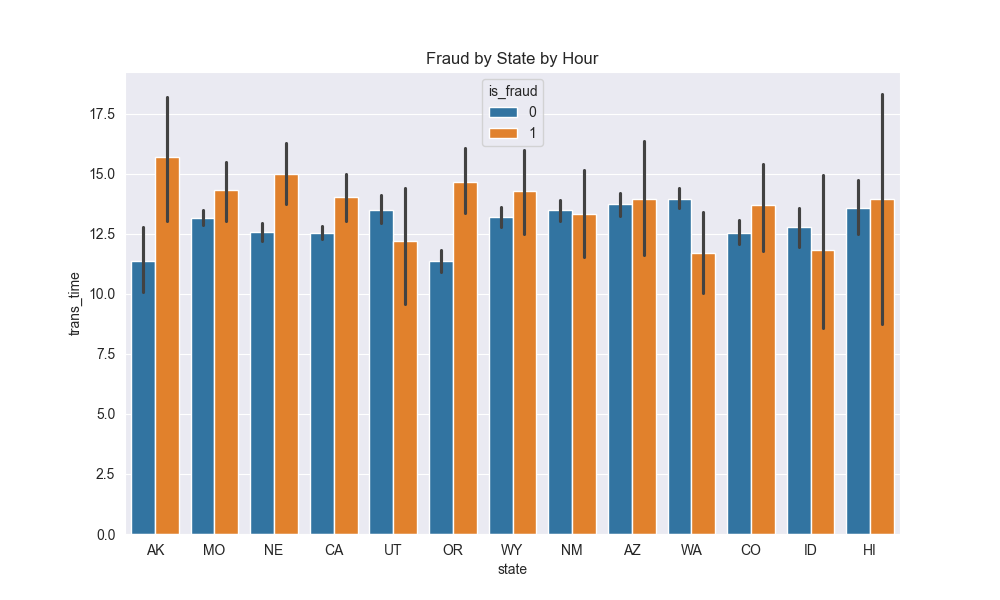 Fraud by State by Hour
is_fraud
0
1
17.5
15.0
12.5
10.0
7.5
5.0
2.5
0.0
trans_time
AK MO NE CA UT OR WY NM AZ WA CO ID HI
state